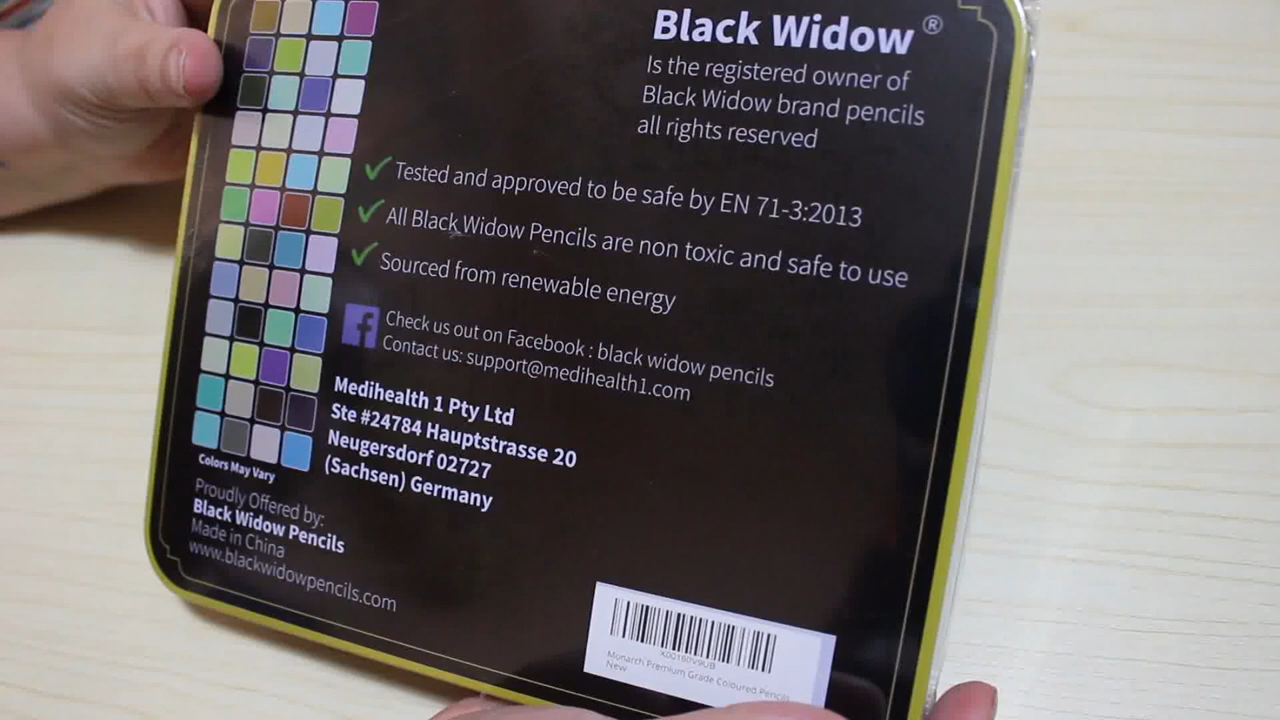 Black Widow ®
Is the registered owner of
Black Widow brand pencils
all rights reserved
Tested and approved to be safe by EN 71-3:2013
All Black Widow Pencils are non toxic and safe to use
Sourced from renewable energy
Check us out on Facebook : black widow pencils
Contact us: support@medihealth1.com
Medihealth 1 Pty Ltd
Ste #24784 Hauptstrasse 20
Neugersdorf 02727
(Sachsen) Germany
Colors May Vary
Proudly Offered by:
Black Widow Pencils
Made in China
www.blackwidowpencils.com
Monarch Premium Grade Coloured Pencils
New